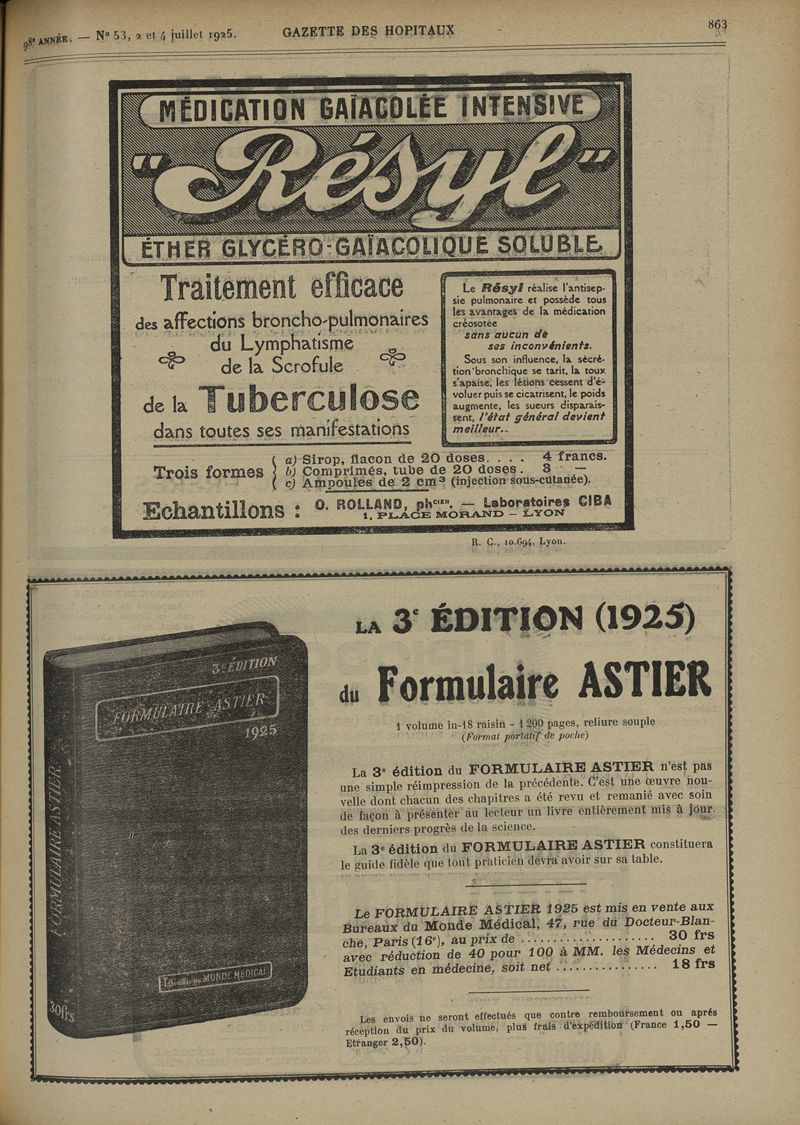 98e ANNÉE. — No 53, 2 et 4 juillet 1925.
GAZETTE DES HOPITAUX
863
MÉDICATION GAÏACOLÉE INTENSIVE
"Résyl"
ÉTHER GLYCÉRO-GAÏACOLIQUE SOLUBLE
Traitement efficace
des affections broncho-pulmonaires
du Lymphatisme
de la Scrofule
de la Tuberculose
dans toutes ses manifestations
Le Résyl réalise l'antisep-
sie pulmonaire et possède tous
les avantages de la médication
créosotée
sans aucun de
ses inconvénients.
Sous son influence, la sécré-
tion bronchique se tarit, la toux
s'apaise, les lésions cessent d'é-
voluer puis se cicatrisent, le poids
augmente, les sueurs disparais-
sent, l'état général devient
meilleur..
Trois formes
a) Sirop, flacon de 20 doses. . . . 4 francs.
b) Comprimés, tube de 20 doses. 3 —
c) Ampoules de 2 cm3 (injection sous-cutanée).
Echantillons : O. ROLLAND, phcien. — Laboratoires CIBA
1, PLACE MORAND - LYON
R. C., 10.694, Lyon.
3e ÉDITION
FORMULAIRE ASTIER
1925
FORMULAIRE ASTIER
30frs
Librairie du MONDE MEDICAL
LA 3e ÉDITION (1925)
du Formulaire ASTIER
1 volume in-18 raisin - 1200 pages, reliure souple
(Format portatif de poche)
La 3e édition du FORMULAIRE ASTIER n'est pas
une simple réimpression de la précédente. C'est une œuvre nou-
velle dont chacun des chapitres a été revu et remanié avec soin
de façon à présenter au lecteur un livre entièrement mis à jour
des derniers progrès de la science.
La 3e édition du FORMULAIRE ASTIER constituera
le guide fidèle que tout praticien devra avoir sur sa table.
Le FORMULAIRE ASTIER 1925 est mis en vente aux
Bureaux du Monde Médical, 47, rue du Docteur-Blan-
che, Paris (16e), au prix de ..................... 30 frs
avec réduction de 40 pour 100 à MM. les Médecins et
Etudiants en médecine, soit net ................ 18 frs
Les envois ne seront effectués que contre remboursement ou après
réception du prix du volume, plus frais d'expédition (France 1,50 —
Etranger 2,50).